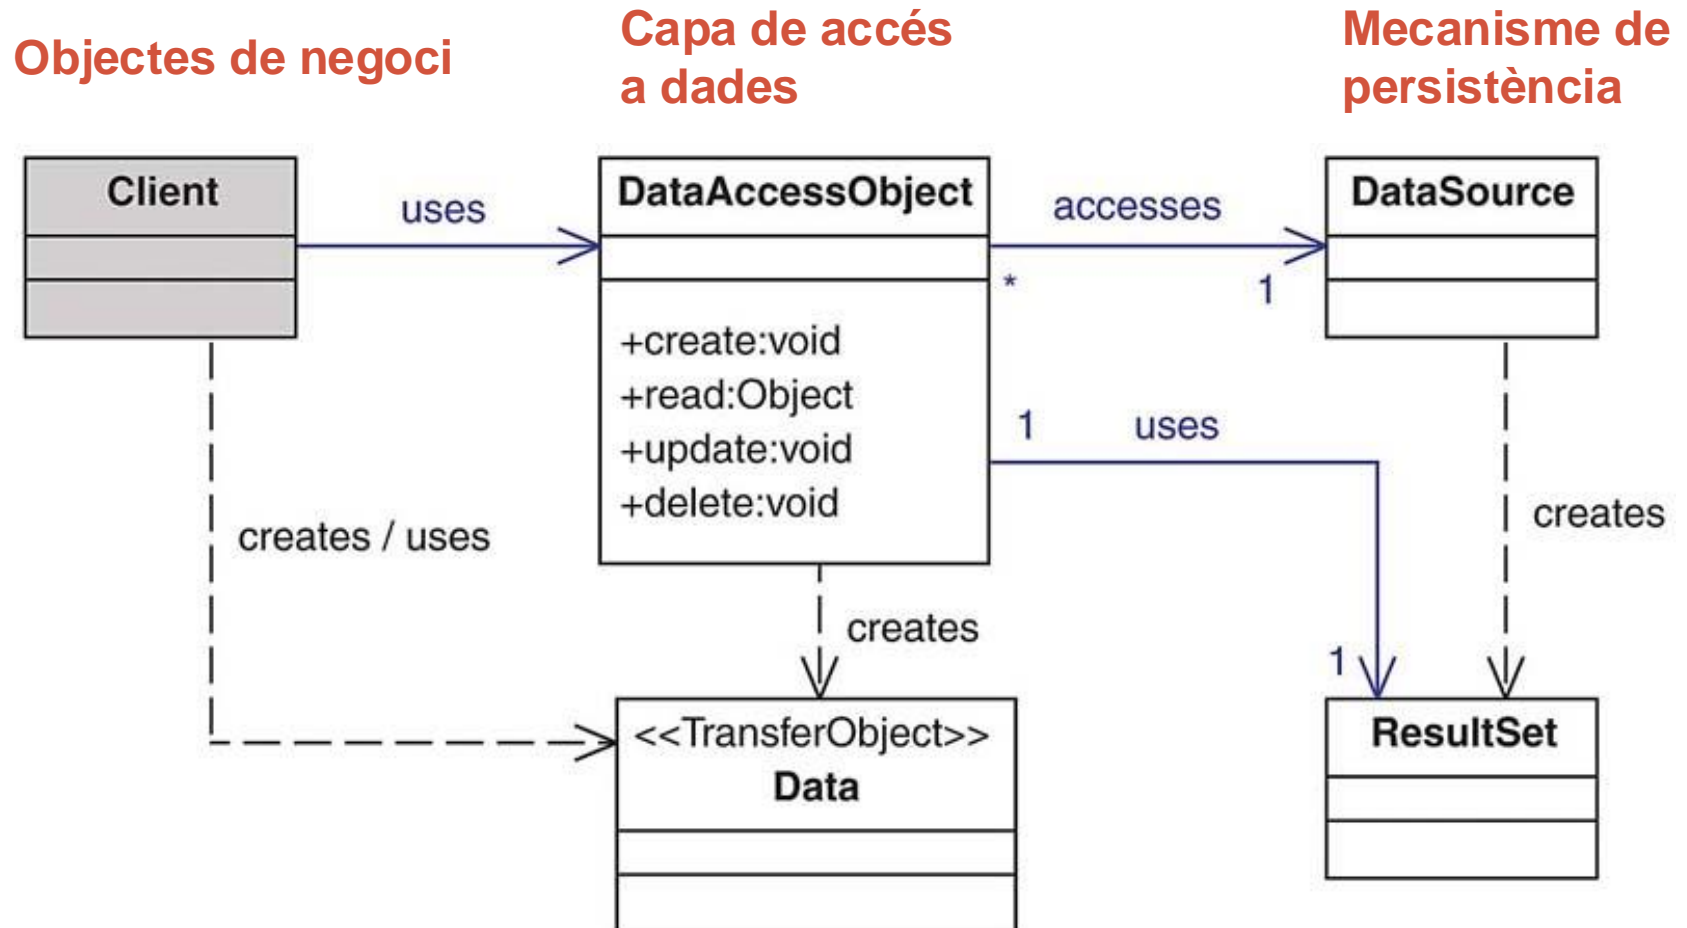 Objectes de negoci
Capa de accés
a dades
Mecanisme de
persistència
Client
uses
DataAccessObject
accesses
DataSource
*
1
+create:void
+read:Object
+update:void
+delete:void
1
uses
creates / uses
creates
creates
1
<<TransferObject>>
Data
ResultSet